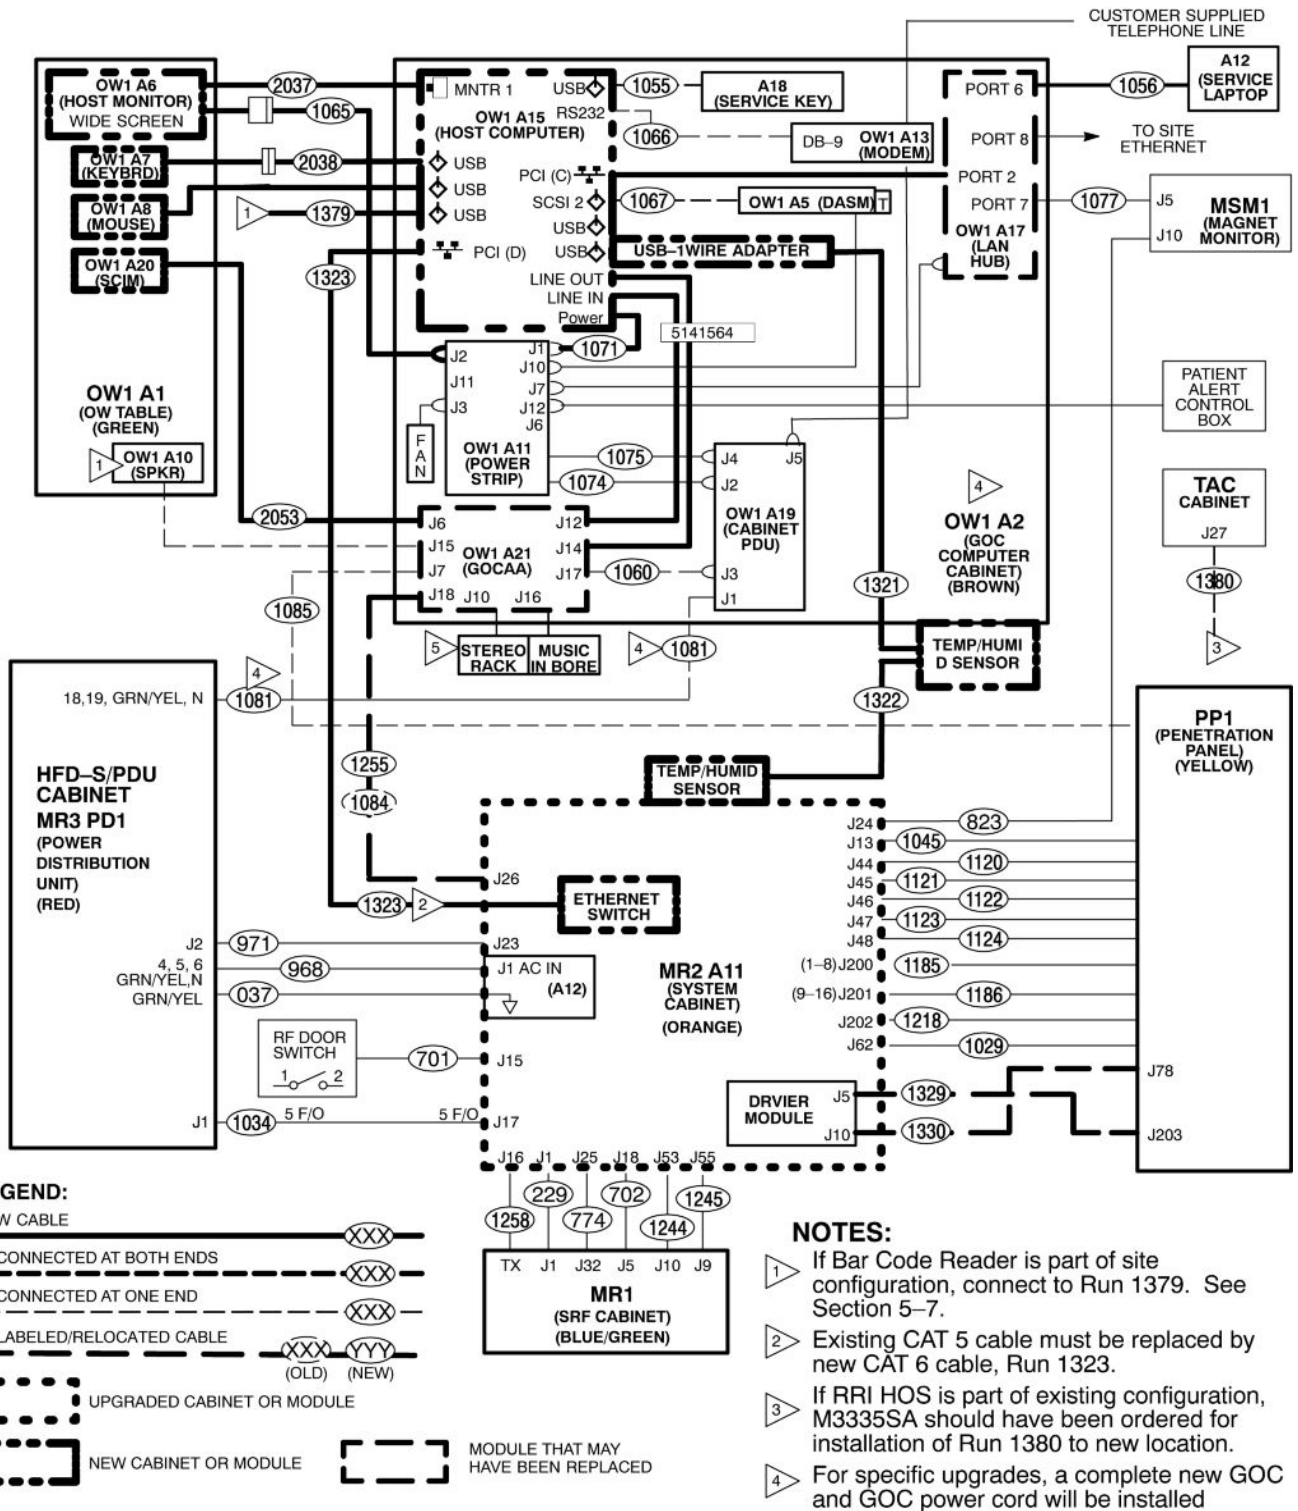 CUSTOMER SUPPLIED
TELEPHONE LINE
OW1 A6
(HOST MONITOR)
WIDE SCREEN
2037
1065
MNTR 1
USB
RS232
OW1 A15
(HOST COMPUTER)
1055
A18
(SERVICE KEY)
1066
DB–9
OW1 A13
(MODEM)
PORT 6
1056
A12
(SERVICE
LAPTOP
PORT 8
TO SITE
ETHERNET
OW1 A7
(KEYBRD)
2038
USB
PCI (C)
PORT 2
OW1 A8
(MOUSE)
1
1379
USB
USB
SCSI 2
1067
OW1 A5 (DASM)
T
PORT 7
1077
J5
J10
MSM1
(MAGNET
MONITOR)
OW1 A17
(LAN
HUB)
OW1 A20
(SCIM)
1323
PCI (D)
USB
USB
USB–1WIRE ADAPTER
LINE OUT
LINE IN
Power
5141564
1071
J2
J11
J3
J1
J10
J7
J12
J6
FAN
OW1 A11
(POWER
STRIP)
OW1 A1
(OW TABLE)
(GREEN)
1
OW1 A10
(SPKR)
PATIENT
ALERT
CONTROL
BOX
1075
1074
J4
J5
J2
OW1 A19
(CABINET
PDU)
J3
J1
4
OW1 A2
(GOC
COMPUTER
CABINET)
(BROWN)
TAC
CABINET
J27
1380
3
2053
J6
J15
J7
J18
J10
J16
J12
J14
J17
OW1 A21
(GOCAA)
1060
1321
1085
5
STEREO
RACK
MUSIC
IN BORE
4
1081
TEMP/HUMI
D SENSOR
1322
18,19, GRN/YEL, N
4
1081
HFD–S/PDU
CABINET
MR3 PD1
(POWER
DISTRIBUTION
UNIT)
(RED)
PP1
(PENETRATION
PANEL)
(YELLOW)
1255
1084
TEMP/HUMID
SENSOR
J24
823
J13
1045
J44
1120
J45
1121
J46
1122
J47
1123
J48
1124
(1–8)J200
1185
(9–16)J201
1186
J202
1218
J62
1029
J26
1323
2
ETHERNET
SWITCH
J2
971
J23
4, 5, 6
GRN/YEL,N
968
J1 AC IN
(A12)
GRN/YEL
037
MR2 A11
(SYSTEM
CABINET)
(ORANGE)
RF DOOR
SWITCH
1
2
701
J15
J1
1034
5 F/O
5 F/O
J17
DRVIER
MODULE
J5
1329
J10
1330
J78
J203
J16
J1
J25
J18
J53
J55
1258
229
774
702
1244
1245
TX
J1
J32
J5
J10
J9
MR1
(SRF CABINET)
(BLUE/GREEN)
GEND:
W CABLE
XXX
CONNECTED AT BOTH ENDS
XXX
CONNECTED AT ONE END
XXX
LABELED/RELOCATED CABLE
XXX
YYY
(OLD)
(NEW)
UPGRADED CABINET OR MODULE
NEW CABINET OR MODULE
MODULE THAT MAY
HAVE BEEN REPLACED
NOTES:
1
If Bar Code Reader is part of site
configuration, connect to Run 1379. See
Section 5–7.
2
Existing CAT 5 cable must be replaced by
new CAT 6 cable, Run 1323.
3
If RRI HOS is part of existing configuration,
M3335SA should have been ordered for
installation of Run 1380 to new location.
4
For specific upgrades, a complete new GOC
and GOC power cord will be installed